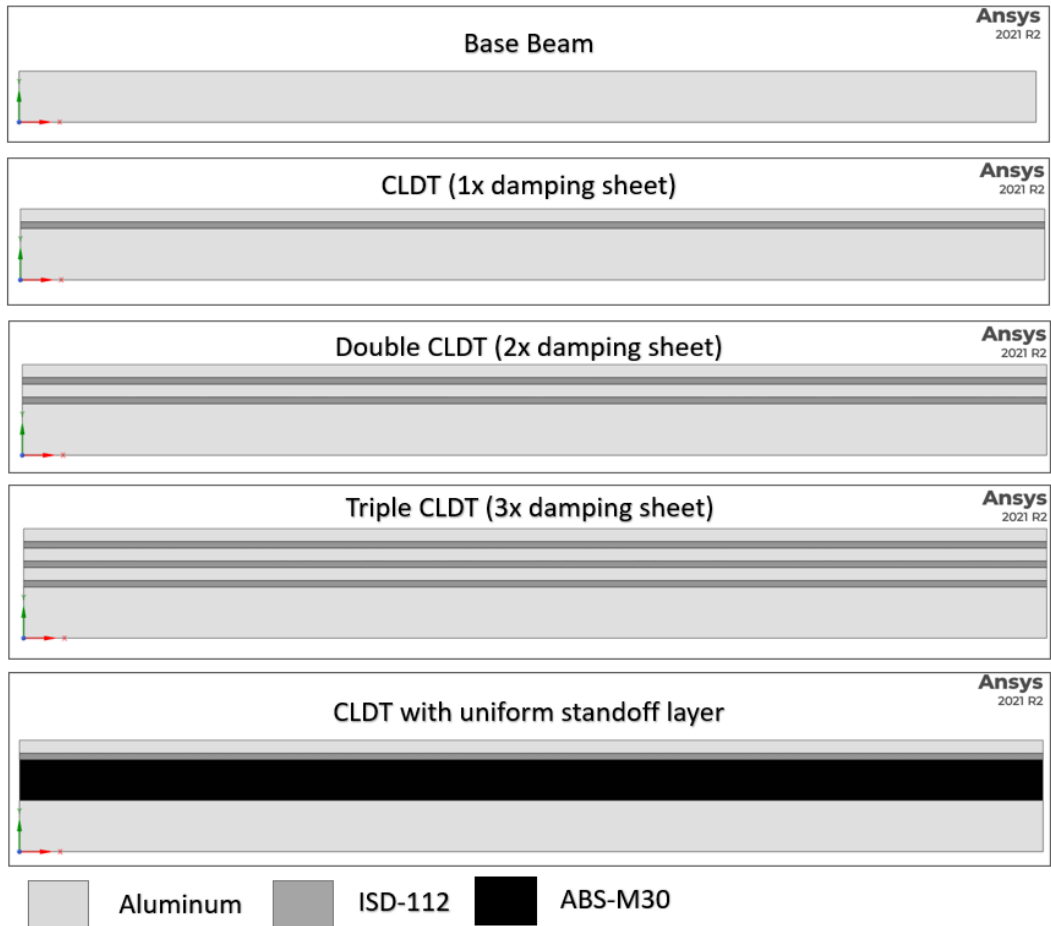 Ansys
2021 R2
Base Beam
Y
X
Ansys
2021 R2
CLDT (1x damping sheet)
Y
X
Ansys
2021 R2
Double CLDT (2x damping sheet)
Y
X
Ansys
2021 R2
Triple CLDT (3x damping sheet)
Y
X
Ansys
2021 R2
CLDT with uniform standoff layer
Y
X
Aluminum ISD-112 ABS-M30